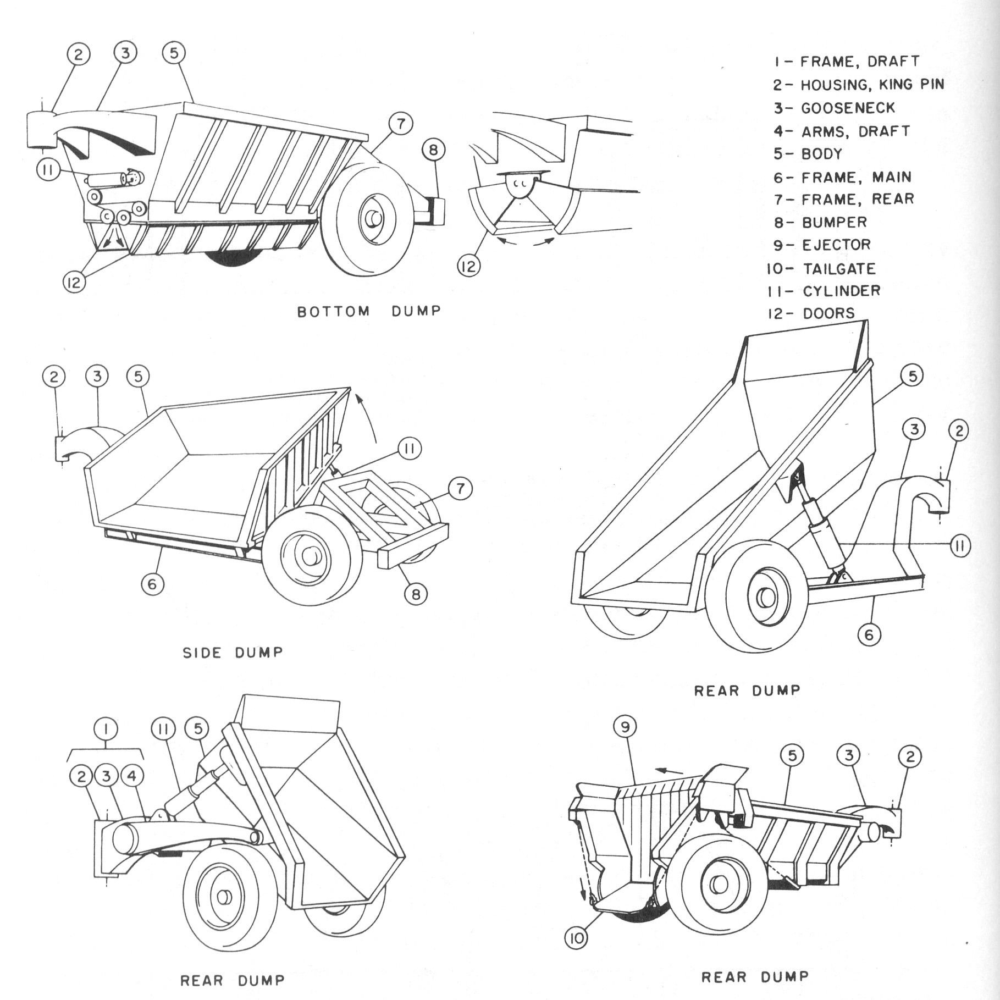 2 3 5
7
8
11
12
12
BOTTOM DUMP
1- FRAME, DRAFT
2- HOUSING, KING PIN
3- GOOSENECK
4- ARMS, DRAFT
5- BODY
6- FRAME, MAIN
7- FRAME, REAR
8- BUMPER
9- EJECTOR
10- TAILGATE
11- CYLINDER
12- DOORS
2 3 5
11
7
6
8
SIDE DUMP
5
3 2
11
6
REAR DUMP
1 11 5
2 3 4
REAR DUMP
9
5 3 2
10
REAR DUMP